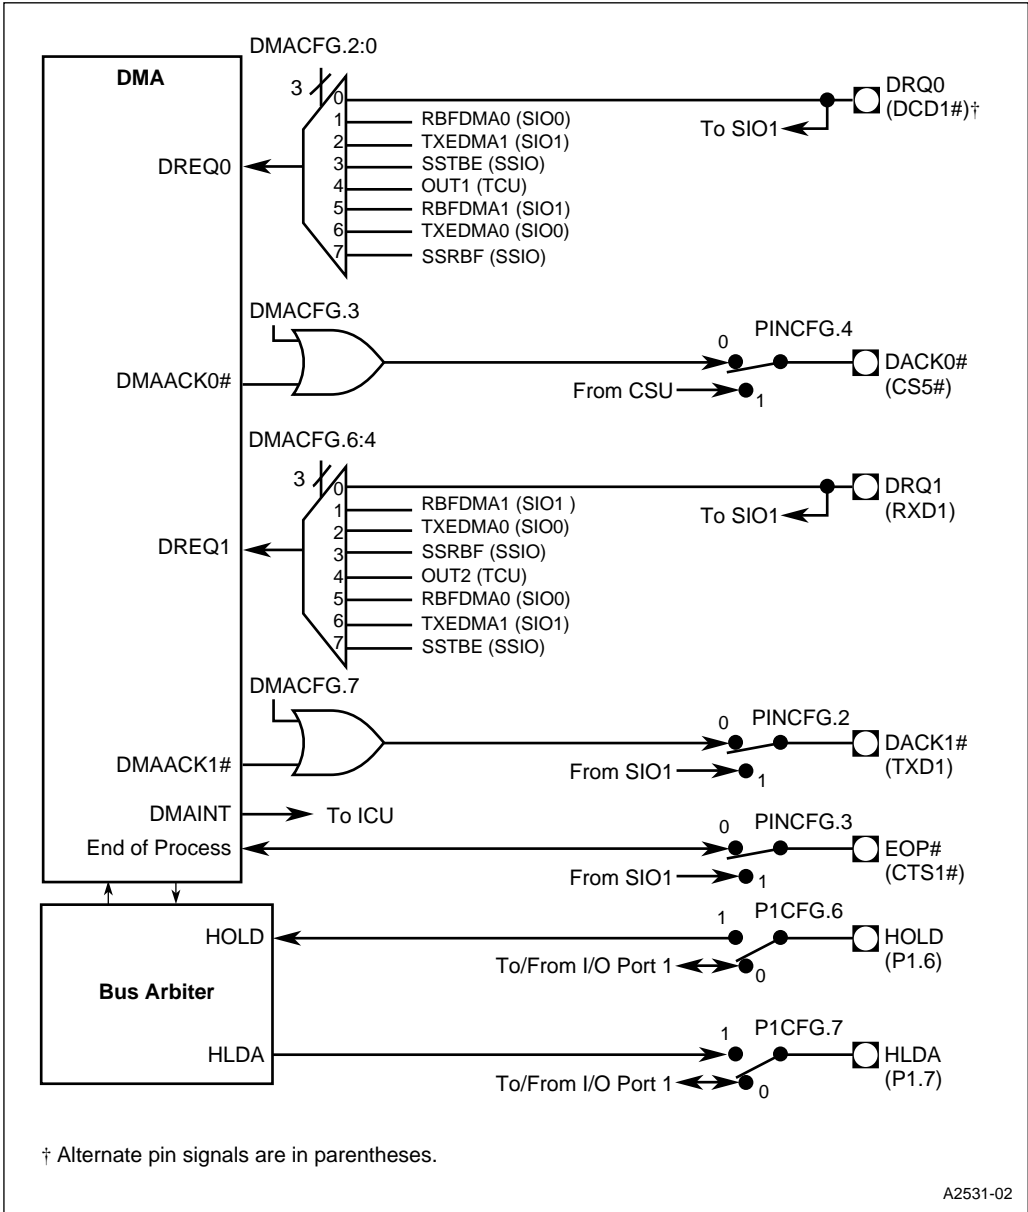 DMACFG.2:0
DMA
3
DREQ0
0
1 RBFDMA0 (SIO0)
2 TXEDMA1 (SIO1)
3 SSTBE (SSIO)
4 OUT1 (TCU)
5 RBFDMA1 (SIO1)
6 TXEDMA0 (SIO0)
7 SSRBF (SSIO)
To SIO1
DRQ0
(DCD1#)†
DMACFG.3
DMAACK0#
PINCFG.4
0
From CSU
1
DACK0#
(CS5#)
DMACFG.6:4
3
DREQ1
0
1 RBFDMA1 (SIO1 )
2 TXEDMA0 (SIO0)
3 SSRBF (SSIO)
4 OUT2 (TCU)
5 RBFDMA0 (SIO0)
6 TXEDMA1 (SIO1)
7 SSTBE (SSIO)
To SIO1
DRQ1
(RXD1)
DMACFG.7
DMAACK1#
PINCFG.2
0
From SIO1
1
DACK1#
(TXD1)
DMAINT
To ICU
End of Process
PINCFG.3
0
From SIO1
1
EOP#
(CTS1#)
Bus Arbiter
HOLD
P1CFG.6
1
To/From I/O Port 1
0
HOLD
(P1.6)
HLDA
P1CFG.7
1
To/From I/O Port 1
0
HLDA
(P1.7)
† Alternate pin signals are in parentheses.
A2531-02